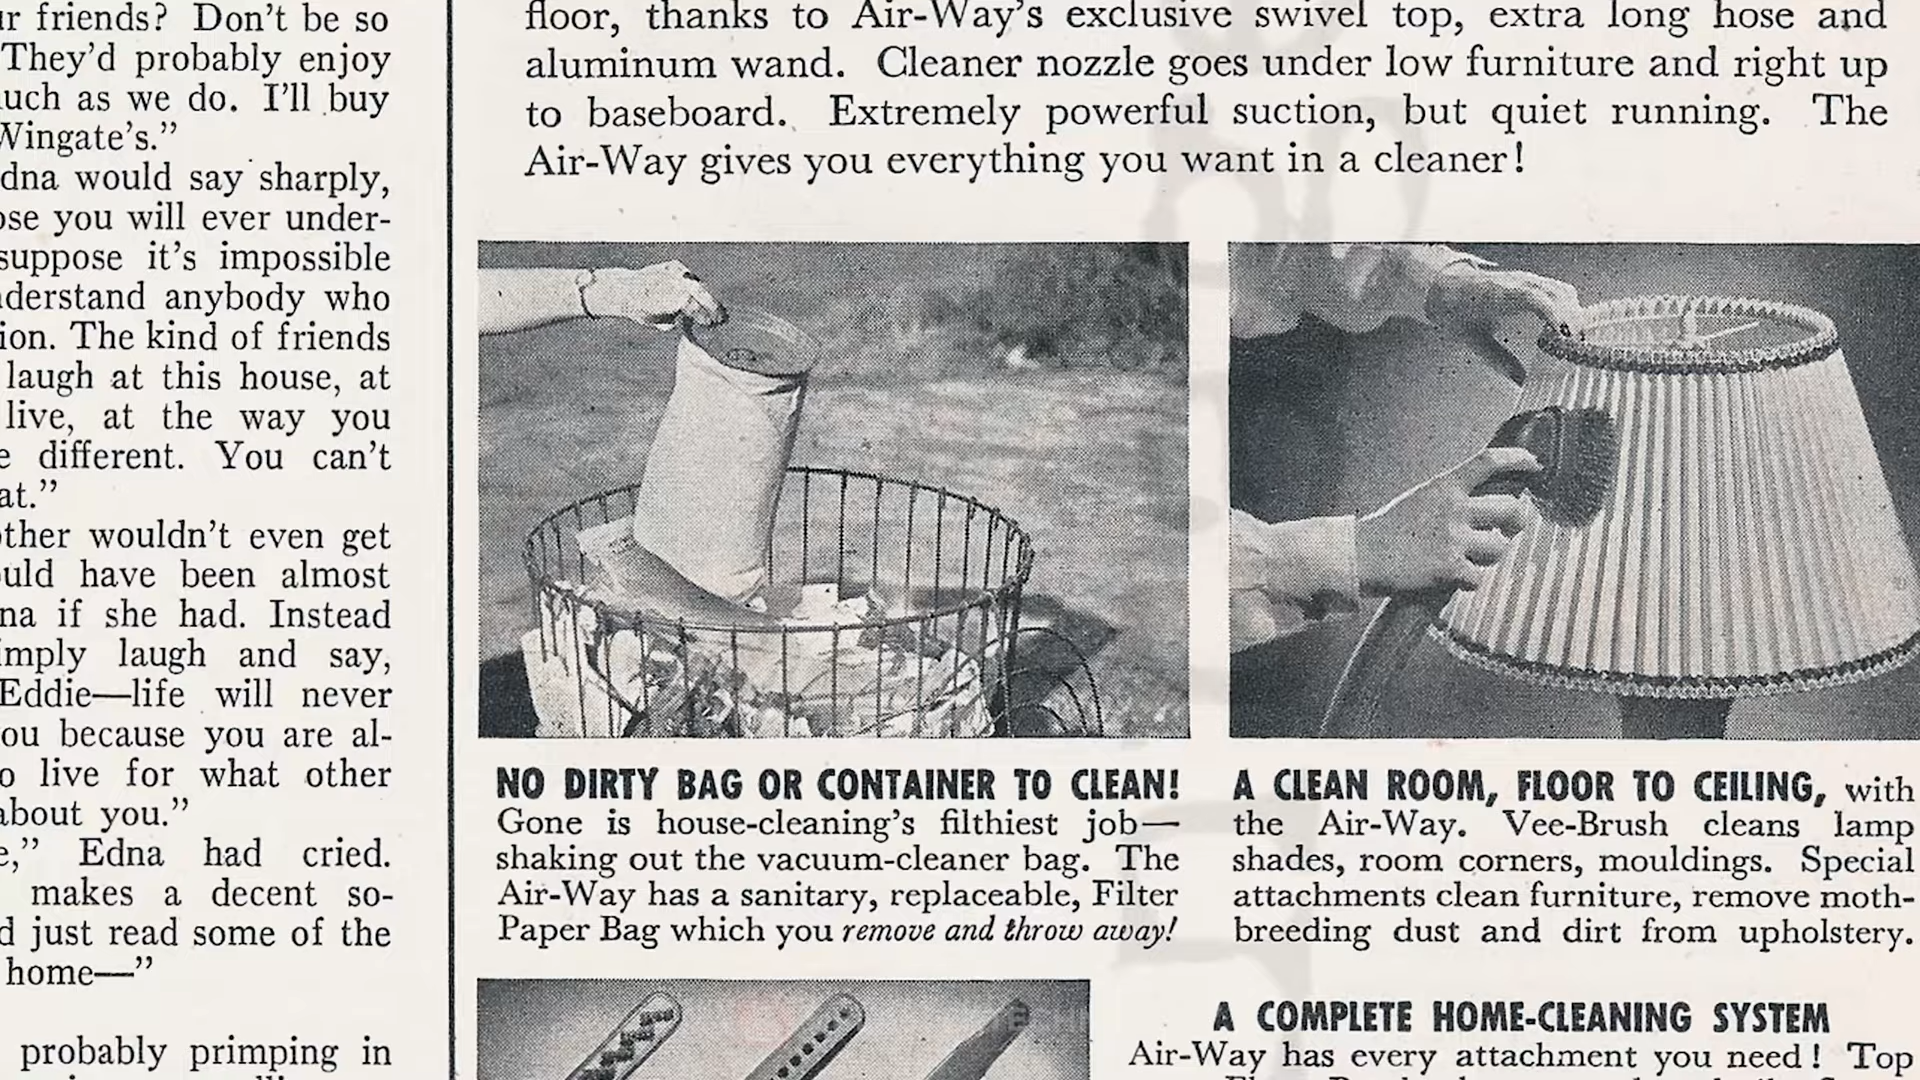 ur friends? Don't be so
They'd probably enjoy
uch as we do. I'll buy
Wingate's.”
dna would say sharply,
ose you will ever under-
suppose it's impossible
derstand anybody who
ion. The kind of friends
laugh at this house, at
live, at the way you
e different. You can't
at.”
ther wouldn't even get
uld have been almost
na if she had. Instead
imply laugh and say,
Eddie—life will never
ou because you are al-
o live for what other
about you.”
e,” Edna had cried.
makes a decent so-
d just read some of the
home—”
probably primping in
floor, thanks to Air-Way's exclusive swivel top, extra long hose and
aluminum wand. Cleaner nozzle goes under low furniture and right up
to baseboard. Extremely powerful suction, but quiet running. The
Air-Way gives you everything you want in a cleaner!
NO DIRTY BAG OR CONTAINER TO CLEAN!
Gone is house-cleaning's filthiest job—
shaking out the vacuum-cleaner bag. The
Air-Way has a sanitary, replaceable, Filter
Paper Bag which you remove and throw away!
A CLEAN ROOM, FLOOR TO CEILING, with
the Air-Way. Vee-Brush cleans lamp
shades, room corners, mouldings. Special
attachments clean furniture, remove moth-
breeding dust and dirt from upholstery.
A COMPLETE HOME-CLEANING SYSTEM
Air-Way has every attachment you need! Top